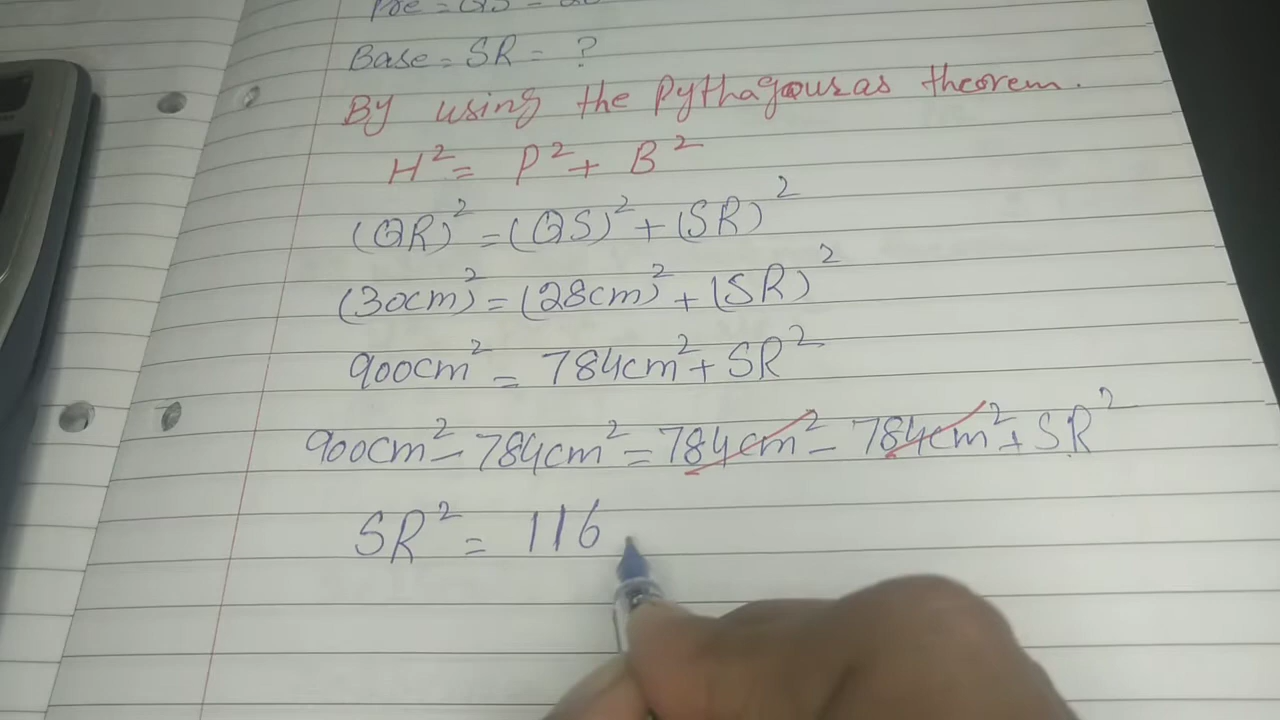 Base = SR = ?
By using the Pythagouras theorem.
H² = P² + B²
(QR)² = (QS)² + (SR)²
(30cm)² = (28cm)² + (SR)²
900cm² = 784cm² + SR²
900cm² - 784cm² = 784cm² - 784cm² + SR²
SR² = 116